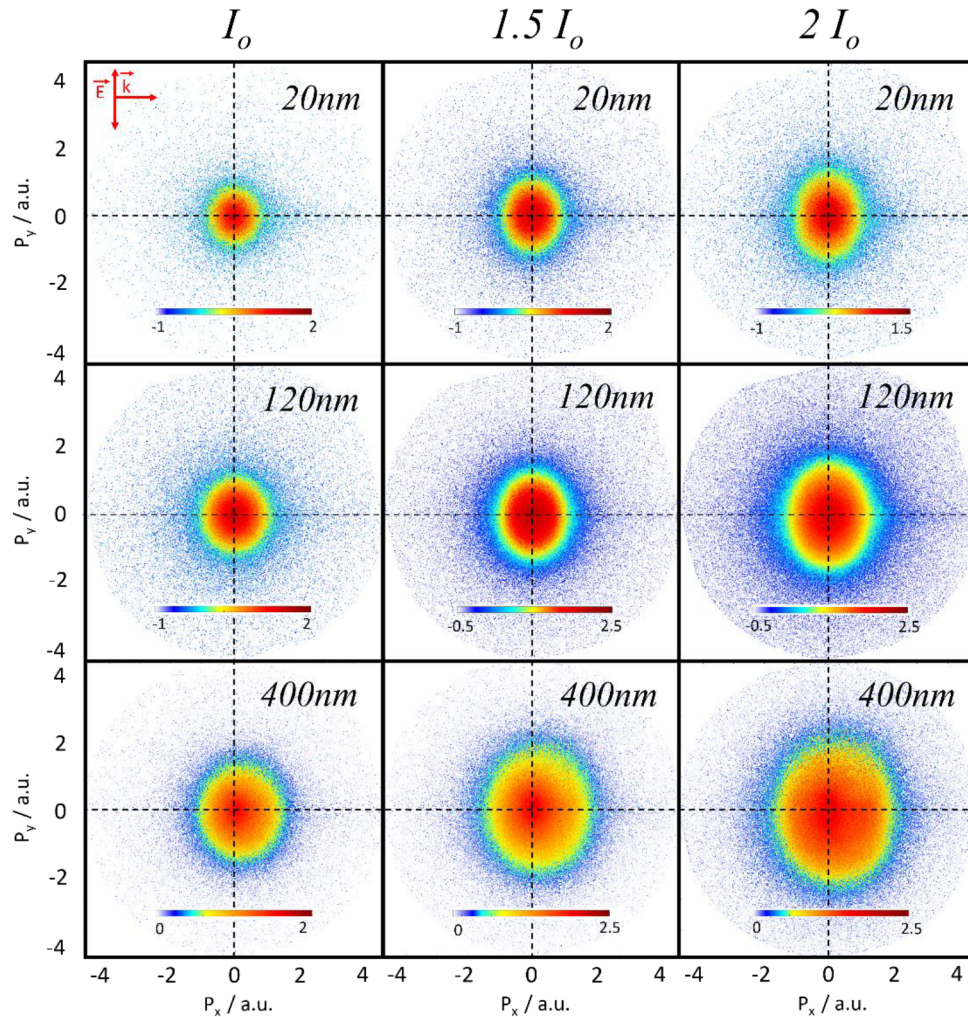 I_o 1.5 I_o 2 I_o
E k
20nm 20nm 20nm
4
2
P_y / a.u.
0
-2
-4
-1 2 -1 2 -1 1.5
120nm 120nm 120nm
4
2
P_y / a.u.
0
-2
-4
-1 2 -0.5 2.5 -0.5 2.5
400nm 400nm 400nm
4
2
P_y / a.u.
0
-2
-4
0 2 0 2.5 0 2.5
-4 -2 0 2 4 -4 -2 0 2 4 -4 -2 0 2 4
P_x / a.u. P_x / a.u. P_x / a.u.